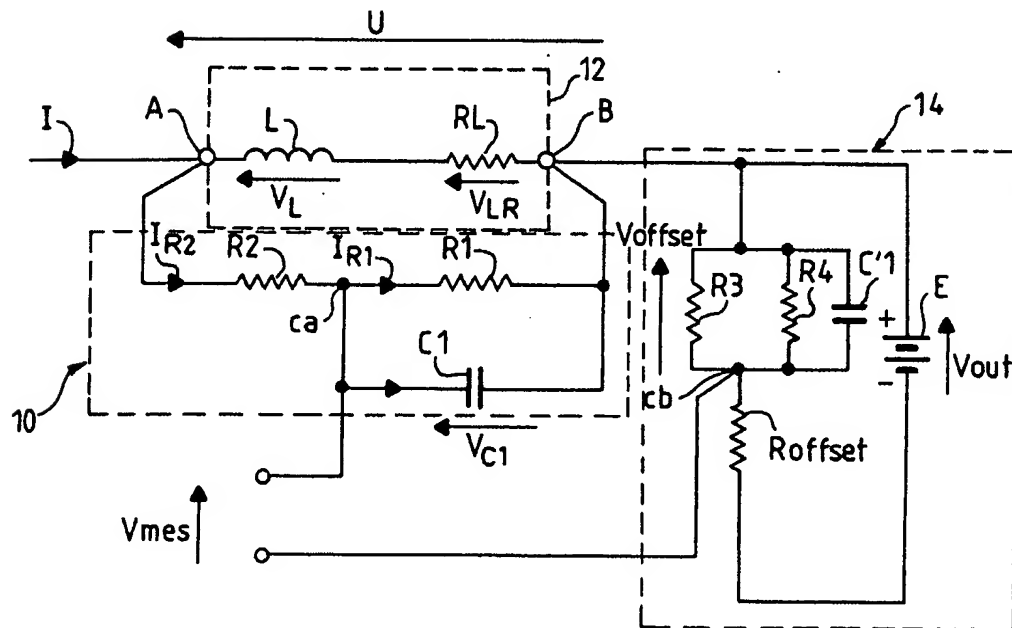 U
12
A
L
RL
B
14
I
VL
VLR
IR2
R2
IR1
R1
Voffset
ca
R3
R4
C'1
E
+
-
Vout
C1
10
cb
VC1
Roffset
Vmes